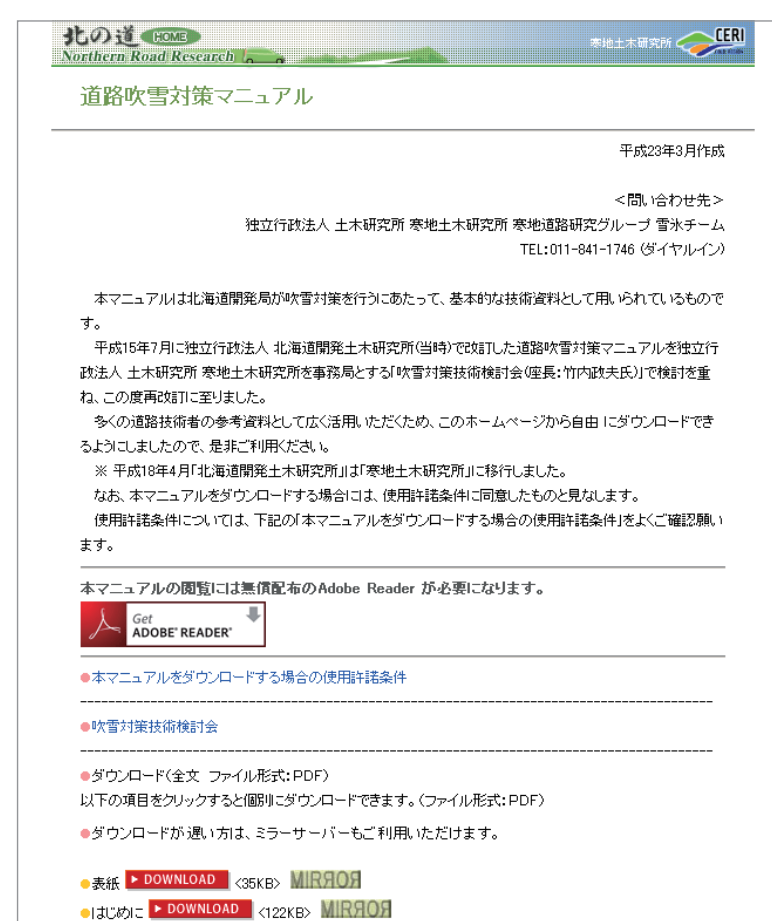 北の道 HOME
Northern Road Research
寒地土木研究所 CERI
道路吹雪対策マニュアル
平成23年3月作成
＜問い合わせ先＞
独立行政法人 土木研究所 寒地土木研究所 寒地道路研究グループ 雪氷チーム
TEL:011-841-1746 (ダイヤルイン)
本マニュアルは北海道開発局が吹雪対策を行うにあたって、基本的な技術資料として用いられているもので
す。
平成15年7月に独立行政法人 北海道開発土木研究所(当時)で改訂した道路吹雪対策マニュアルを独立行
政法人 土木研究所 寒地土木研究所を事務局とする「吹雪対策技術検討会(座長：竹内政夫氏)」で検討を重
ね、この度再改訂に至りました。
多くの道路技術者の参考資料として広く活用いただくため、このホームページから自由 にダウンロードでき
るようにしましたので、是非ご利用ください。
※ 平成18年4月「北海道開発土木研究所」は「寒地土木研究所」に移行しました。
なお、本マニュアルをダウンロードする場合には、使用許諾条件に同意したものと見なします。
使用許諾条件については、下記の「本マニュアルをダウンロードする場合の使用許諾条件」をよくご確認願い
ます。
本マニュアルの閲覧には無償配布のAdobe Reader が必要になります。
Get
ADOBE® READER®
●本マニュアルをダウンロードする場合の使用許諾条件
●吹雪対策技術検討会
●ダウンロード(全文 ファイル形式：PDF)
以下の項目をクリックすると個別にダウンロードできます。(ファイル形式：PDF)
●ダウンロードが遅い方は、ミラーサーバーもご利用いただけます。
●表紙 DOWNLOAD <35KB> MIRROR
●はじめに DOWNLOAD <122KB> MIRROR